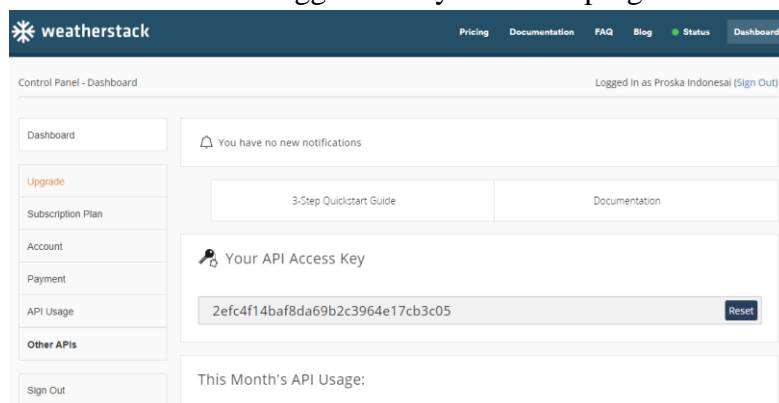 weatherstack
Pricing Documentation FAQ Blog Status Dashboard
Control Panel - Dashboard
Logged in as Proska Indonesai (Sign Out)
Dashboard
You have no new notifications
Upgrade
3-Step Quickstart Guide
Documentation
Subscription Plan
Account
Your API Access Key
Payment
API Usage
2efc4f14baf8da69b2c3964e17cb3c05
Reset
Other APIs
This Month's API Usage:
Sign Out